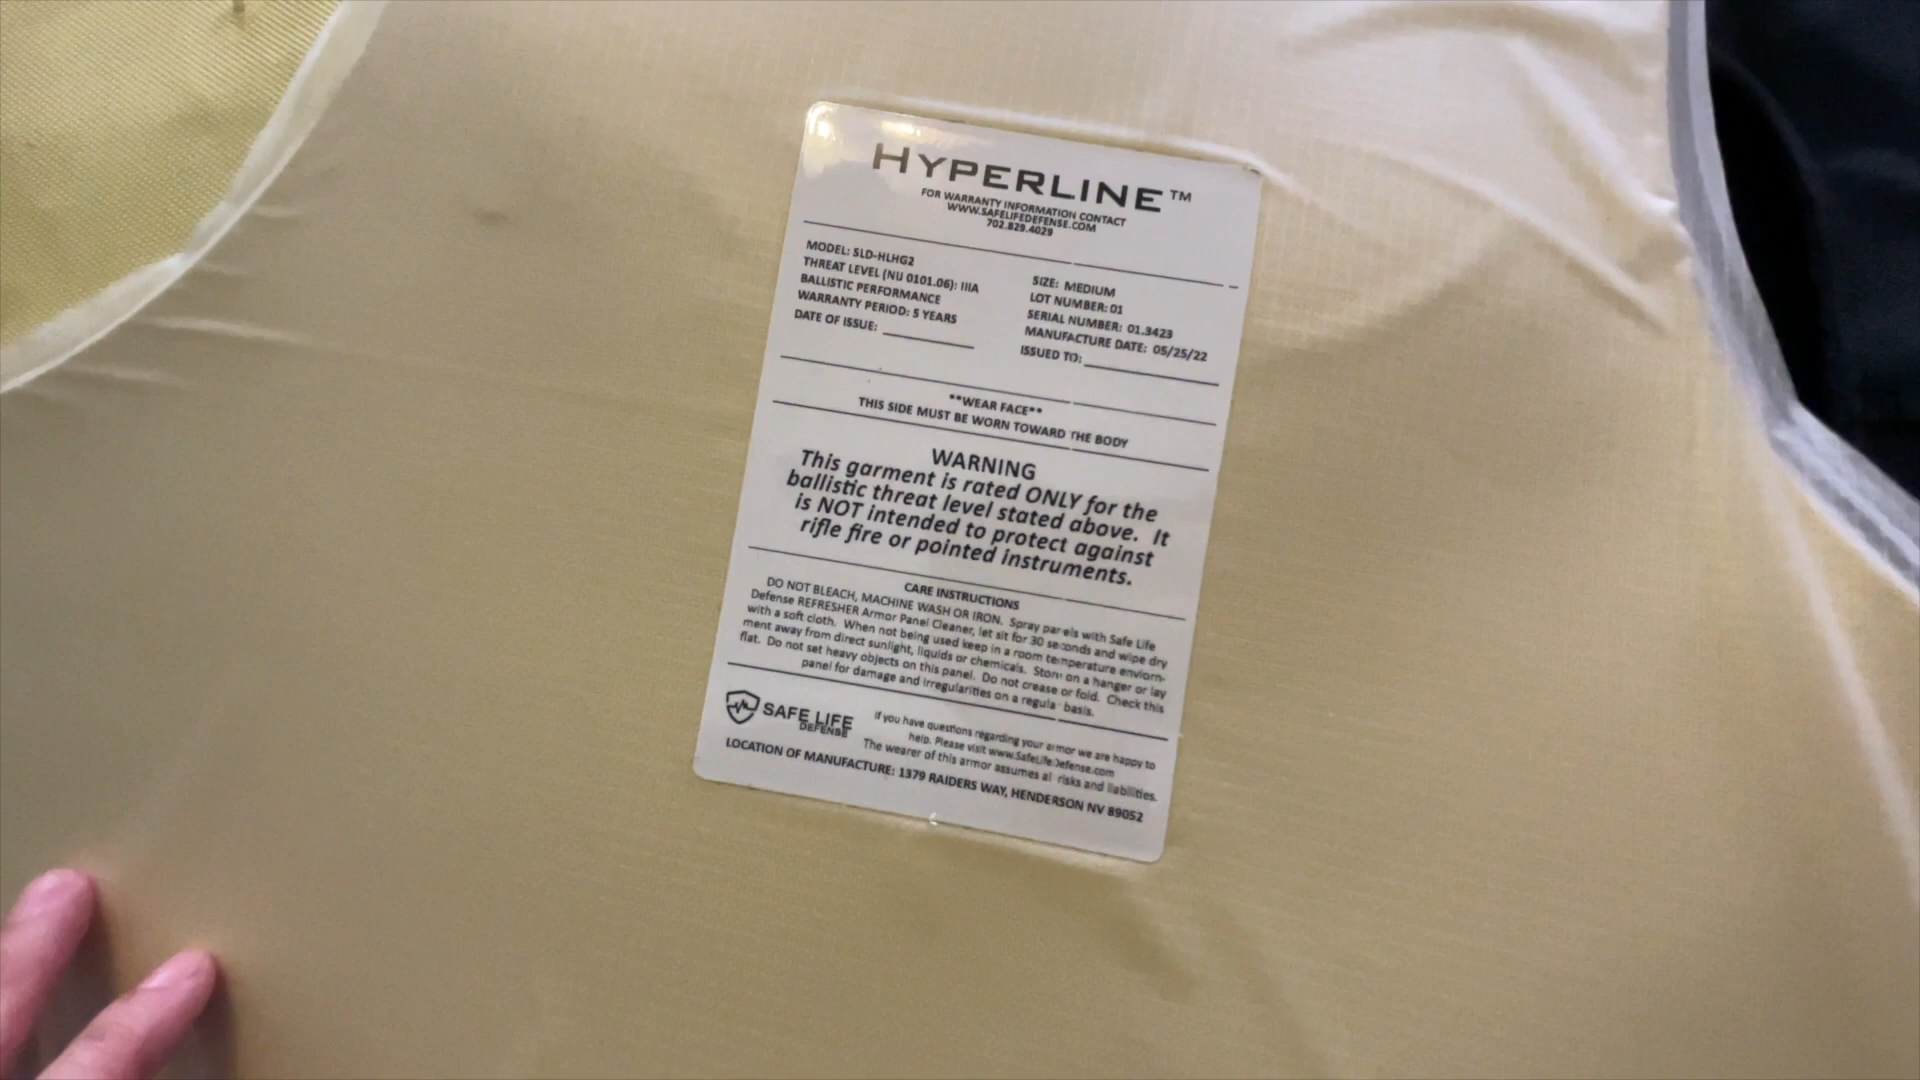 HYPERLINE™
FOR WARRANTY INFORMATION CONTACT
WWW.SAFELIFEDEFENSE.COM
702.829.4029
MODEL: SLD-HLHG2
THREAT LEVEL (NIJ 0101.06): IIIA
BALLISTIC PERFORMANCE
WARRANTY PERIOD: 5 YEARS
DATE OF ISSUE:
SIZE: MEDIUM
LOT NUMBER: 01
SERIAL NUMBER: 01.3423
MANUFACTURE DATE: 05/25/22
ISSUED TO:
**WEAR FACE**
THIS SIDE MUST BE WORN TOWARD THE BODY
WARNING
This garment is rated ONLY for the
ballistic threat level stated above. It
is NOT intended to protect against
rifle fire or pointed instruments.
CARE INSTRUCTIONS
DO NOT BLEACH, MACHINE WASH OR IRON. Spray panels with Safe Life
Defense REFRESHER Armor Panel Cleaner, let sit for 30 seconds and wipe dry
with a soft cloth. When not being used keep in a room temperature enviorn-
ment away from direct sunlight, liquids or chemicals. Store on a hanger or lay
flat. Do not set heavy objects on this panel. Do not crease or fold. Check this
panel for damage and irregularities on a regular basis.
SAFE LIFE
DEFENSE
If you have questions regarding your armor we are happy to
help. Please visit www.SafeLifeDefense.com
The wearer of this armor assumes all risks and liabilities.
LOCATION OF MANUFACTURE: 1379 RAIDERS WAY, HENDERSON NV 89052